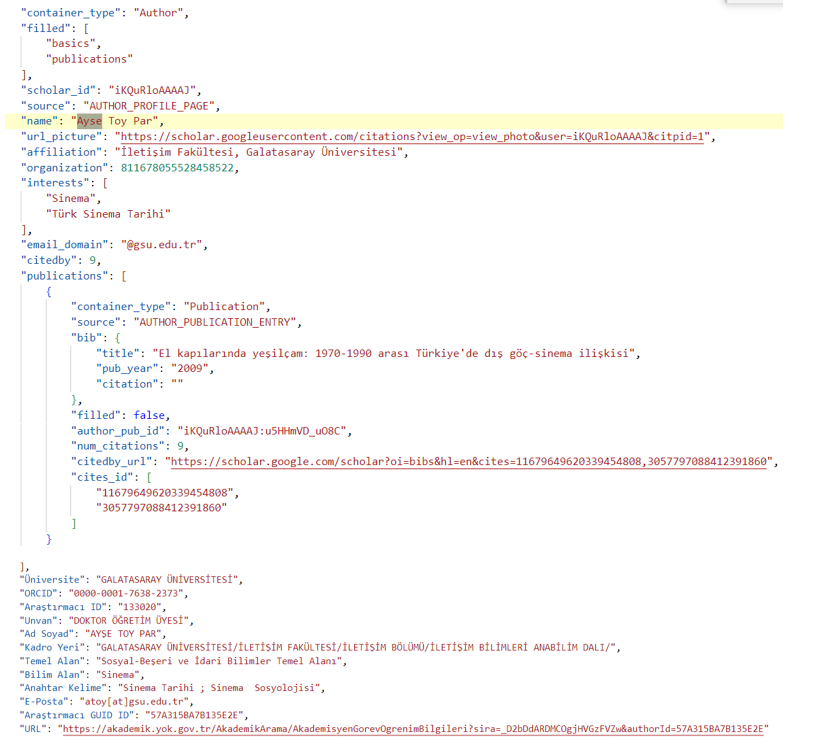 "container_type": "Author",
"filled": [
"basics",
"publications"
],
"scholar_id": "iKQuRloAAAAJ",
"source": "AUTHOR_PROFILE_PAGE",
"name": "Ayse Toy Par",
"url_picture": "https://scholar.googleusercontent.com/citations?view_op=view_photo&user=iKQuRloAAAAJ&citpid=1",
"affiliation": "İletişim Fakültesi, Galatasaray Üniversitesi",
"organization": 811678055528458522,
"interests": [
"Sinema",
"Türk Sinema Tarihi"
],
"email_domain": "@gsu.edu.tr",
"citedby": 9,
"publications": [
{
"container_type": "Publication",
"source": "AUTHOR_PUBLICATION_ENTRY",
"bib": {
"title": "El kapılarında yeşilçam: 1970-1990 arası Türkiye'de dış göç-sinema ilişkisi",
"pub_year": "2009",
"citation": ""
},
"filled": false,
"author_pub_id": "iKQuRloAAAAJ:u5HHmVD_uO8C",
"num_citations": 9,
"citedby_url": "https://scholar.google.com/scholar?oi=bibs&hl=en&cites=11679649620339454808,3057797088412391860",
"cites_id": [
"11679649620339454808",
"3057797088412391860"
]
}
],
"Üniversite": "GALATASARAY ÜNİVERSİTESİ",
"ORCID": "0000-0001-7638-2373",
"Araştırmacı ID": "133020",
"Unvan": "DOKTOR ÖĞRETİM ÜYESİ",
"Ad Soyad": "AYŞE TOY PAR",
"Kadro Yeri": "GALATASARAY ÜNİVERSİTESİ/İLETİŞİM FAKÜLTESİ/İLETİŞİM BÖLÜMÜ/İLETİŞİM BİLİMLERİ ANABİLİM DALI/",
"Temel Alan": "Sosyal-Beşeri ve İdari Bilimler Temel Alanı",
"Bilim Alan": "Sinema",
"Anahtar Kelime": "Sinema Tarihi ; Sinema  Sosyolojisi",
"E-Posta": "atoy[at]gsu.edu.tr",
"Araştırmacı GUID ID": "57A315BA7B135E2E",
"URL": "https://akademik.yok.gov.tr/AkademikArama/AkademisyenGorevOgrenimBilgileri?sira=_D2bDdARDMCOgjHVGzFVZw&authorId=57A315BA7B135E2E"